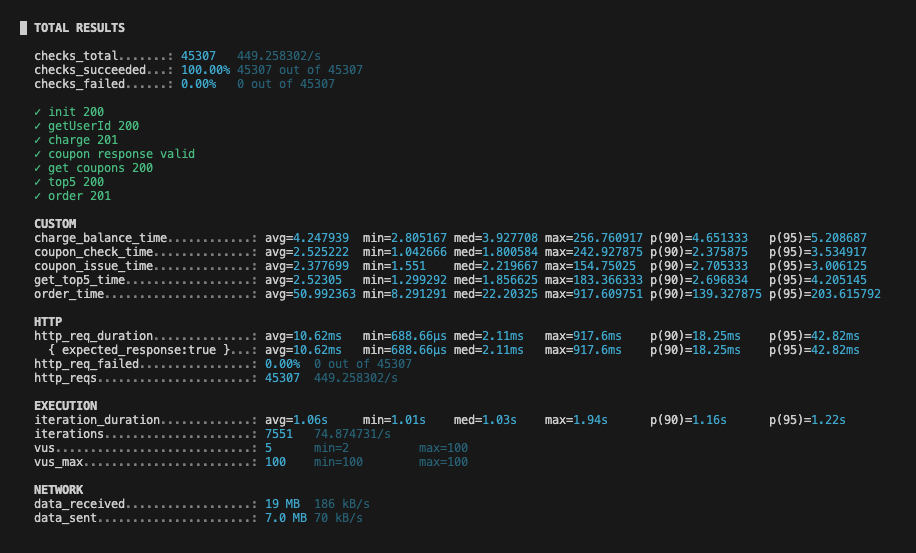 TOTAL RESULTS
checks_total.......: 45307 449.258302/s
checks_succeeded...: 100.00% 45307 out of 45307
checks_failed......: 0.00% 0 out of 45307
✓ init 200
✓ getUserId 200
✓ charge 201
✓ coupon response valid
✓ get coupons 200
✓ top5 200
✓ order 201
CUSTOM
charge_balance_time............: avg=4.247939 min=2.805167 med=3.927708 max=256.760917 p(90)=4.651333 p(95)=5.208687
coupon_check_time..............: avg=2.525222 min=1.042666 med=1.800584 max=242.927875 p(90)=2.375875 p(95)=3.534917
coupon_issue_time..............: avg=2.377699 min=1.551 med=2.219667 max=154.75025 p(90)=2.705333 p(95)=3.006125
get_top5_time..................: avg=2.52305 min=1.299292 med=1.856625 max=183.366333 p(90)=2.696834 p(95)=4.205145
order_time.....................: avg=50.992363 min=8.291291 med=22.20325 max=917.609751 p(90)=139.327875 p(95)=203.615792
HTTP
http_req_duration..............: avg=10.62ms min=688.66µs med=2.11ms max=917.6ms p(90)=18.25ms p(95)=42.82ms
{ expected_response:true }...: avg=10.62ms min=688.66µs med=2.11ms max=917.6ms p(90)=18.25ms p(95)=42.82ms
http_req_failed................: 0.00% 0 out of 45307
http_reqs......................: 45307 449.258302/s
EXECUTION
iteration_duration.............: avg=1.06s min=1.01s med=1.03s max=1.94s p(90)=1.16s p(95)=1.22s
iterations.....................: 7551 74.874731/s
vus............................: 5 min=2 max=100
vus_max........................: 100 min=100 max=100
NETWORK
data_received..................: 19 MB 186 kB/s
data_sent......................: 7.0 MB 70 kB/s